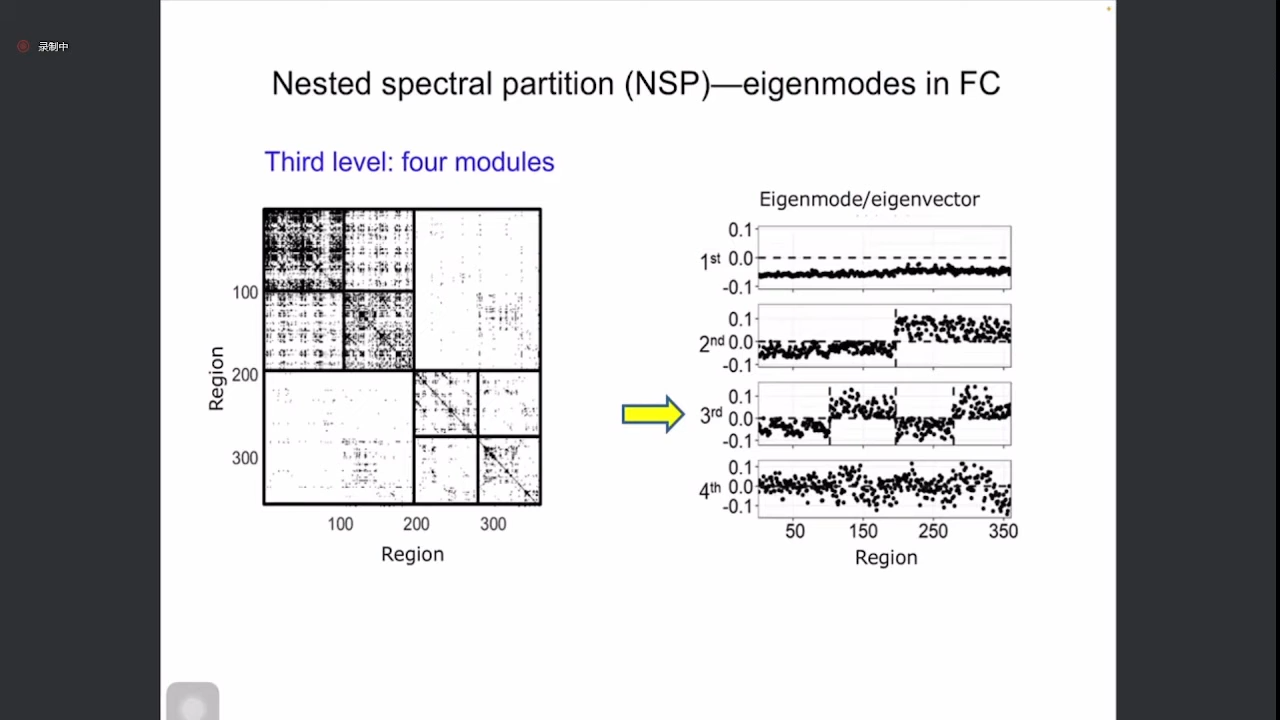 录制中
Nested spectral partition (NSP)—eigenmodes in FC
Third level: four modules
Region
100
200
300
100 200 300
Region
Eigenmode/eigenvector
1st
0.1
0.0
-0.1
2nd
0.1
0.0
-0.1
3rd
0.1
0.0
-0.1
4th
0.1
0.0
-0.1
50 150 250 350
Region